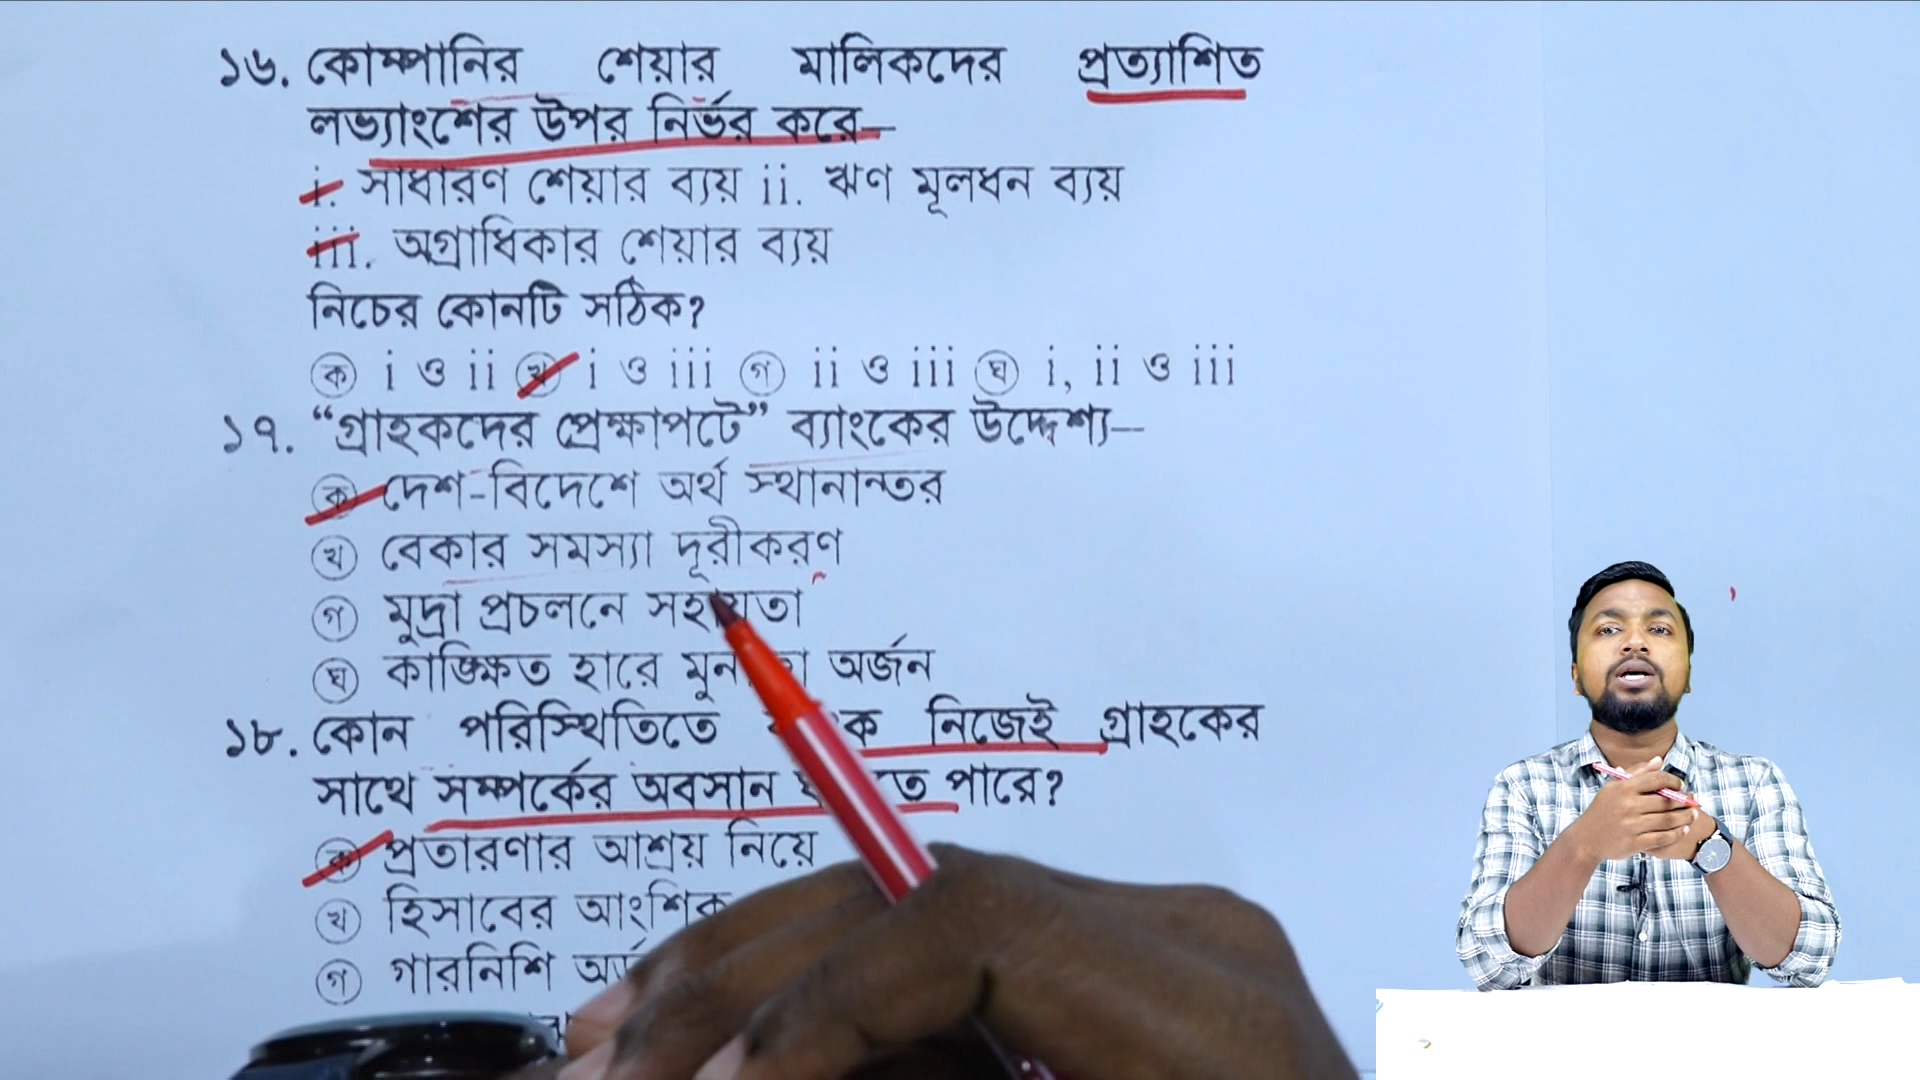 ১৬. কোম্পানির শেয়ার মালিকদের প্রত্যাশিত
লভ্যাংশের উপর নির্ভর করে—
i. সাধারণ শেয়ার ব্যয় ii. ঋণ মূলধন ব্যয়
iii. অগ্রাধিকার শেয়ার ব্যয়
নিচের কোনটি সঠিক?
ক i ও ii খ i ও iii গ ii ও iii ঘ i, ii ও iii
১৭. “গ্রাহকদের প্রেক্ষাপটে” ব্যাংকের উদ্দেশ্য—
ক দেশ-বিদেশে অর্থ স্থানান্তর
খ বেকার সমস্যা দূরীকরণ
গ মুদ্রা প্রচলনে সহায়তা
ঘ কাঙ্ক্ষিত হারে অর্জন
১৮. কোন পরিস্থিতিতে নিজেই গ্রাহকের
সাথে সম্পর্কের অবসান পারে?
ক প্রতারণার আশ্রয় নিয়ে
খ হিসাবের আংশিক
গ গারনিশি